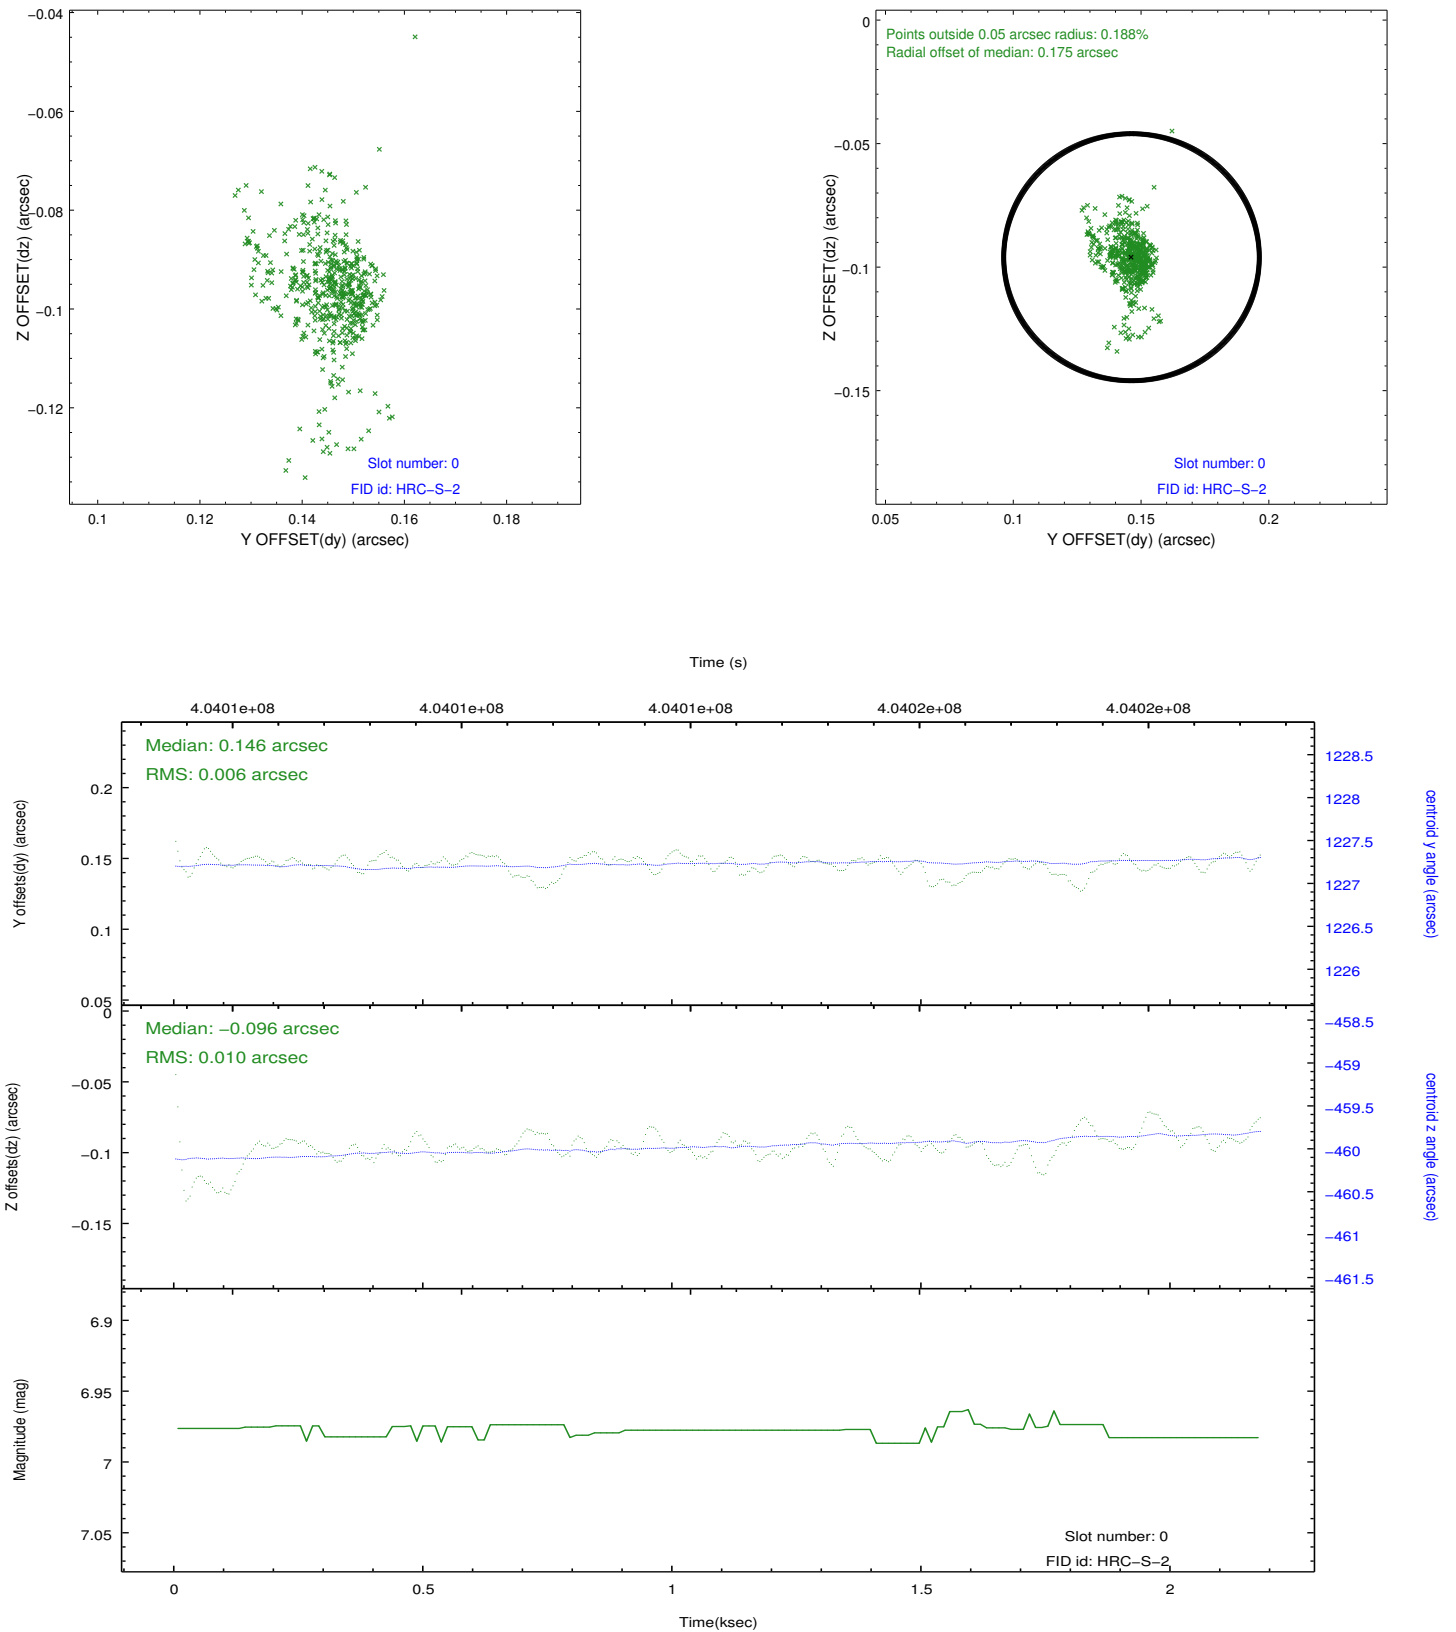 −0.04
−0.06
−0.08
−0.1
−0.12
Z OFFSET(dz) (arcsec)
Slot number: 0
FID id: HRC−S−2
0.1 0.12 0.14 0.16 0.18
Y OFFSET(dy) (arcsec)
Points outside 0.05 arcsec radius: 0.188%
Radial offset of median: 0.175 arcsec
0
−0.05
−0.1
−0.15
Z OFFSET(dz) (arcsec)
Slot number: 0
FID id: HRC−S−2
0.05 0.1 0.15 0.2
Y OFFSET(dy) (arcsec)
Time (s)
4.0401e+08 4.0401e+08 4.0401e+08 4.0402e+08 4.0402e+08
Median: 0.146 arcsec
RMS: 0.006 arcsec
0.2
0.15
0.1
0.05
Y offsets(dy) (arcsec)
1228.5
1228
1227.5
1227
1226.5
1226
centroid y angle (arcsec)
Median: −0.096 arcsec
RMS: 0.010 arcsec
0
−0.05
−0.1
−0.15
Z offsets(dz) (arcsec)
−458.5
−459
−459.5
−460
−460.5
−461
−461.5
centroid z angle (arcsec)
6.9
6.95
7
7.05
Magnitude (mag)
Slot number: 0
FID id: HRC−S−2
0 0.5 1 1.5 2
Time(ksec)